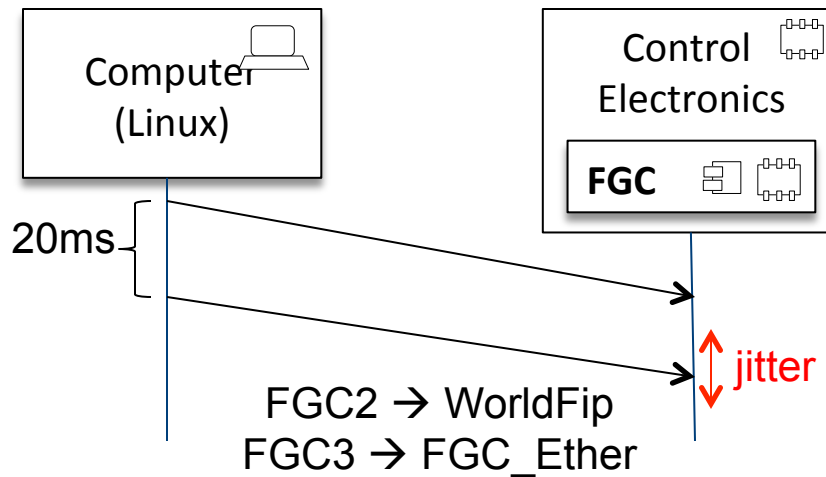 Computer
(Linux)
Control
Electronics
FGC
20ms
jitter
FGC2 → WorldFip
FGC3 → FGC_Ether